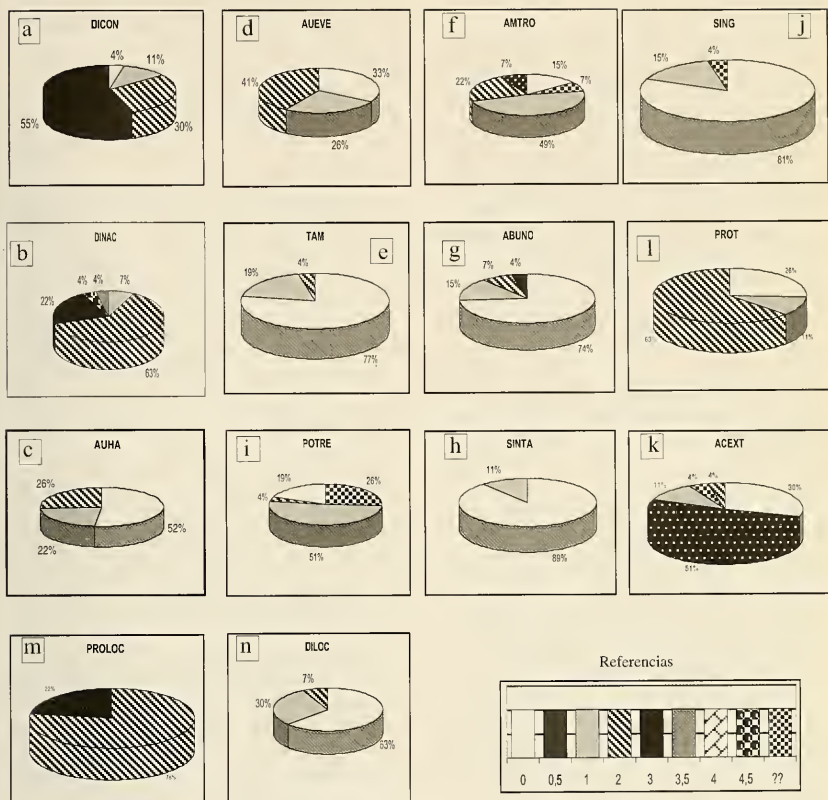 a
DICON
4%
11%
55%
30%
d
AUEVE
41%
33%
26%
f
AMTRO
7%
15%
22%
7%
49%
SING
j
15%
4%
81%
b
DINAC
4%
4%
7%
22%
63%
TAM
e
19%
4%
77%
g
ABUNO
7%
4%
15%
74%
l
PROT
26%
63%
11%
c
AUHA
26%
22%
52%
i
POTRE
19%
26%
4%
51%
h
SINTA
11%
89%
k
ACEXT
4%
4%
11%
30%
51%
m
PROLOC
22%
n
DILOC
7%
30%
63%
Referencias
0 0,5 1 2 3 3,5 4 4,5 ??